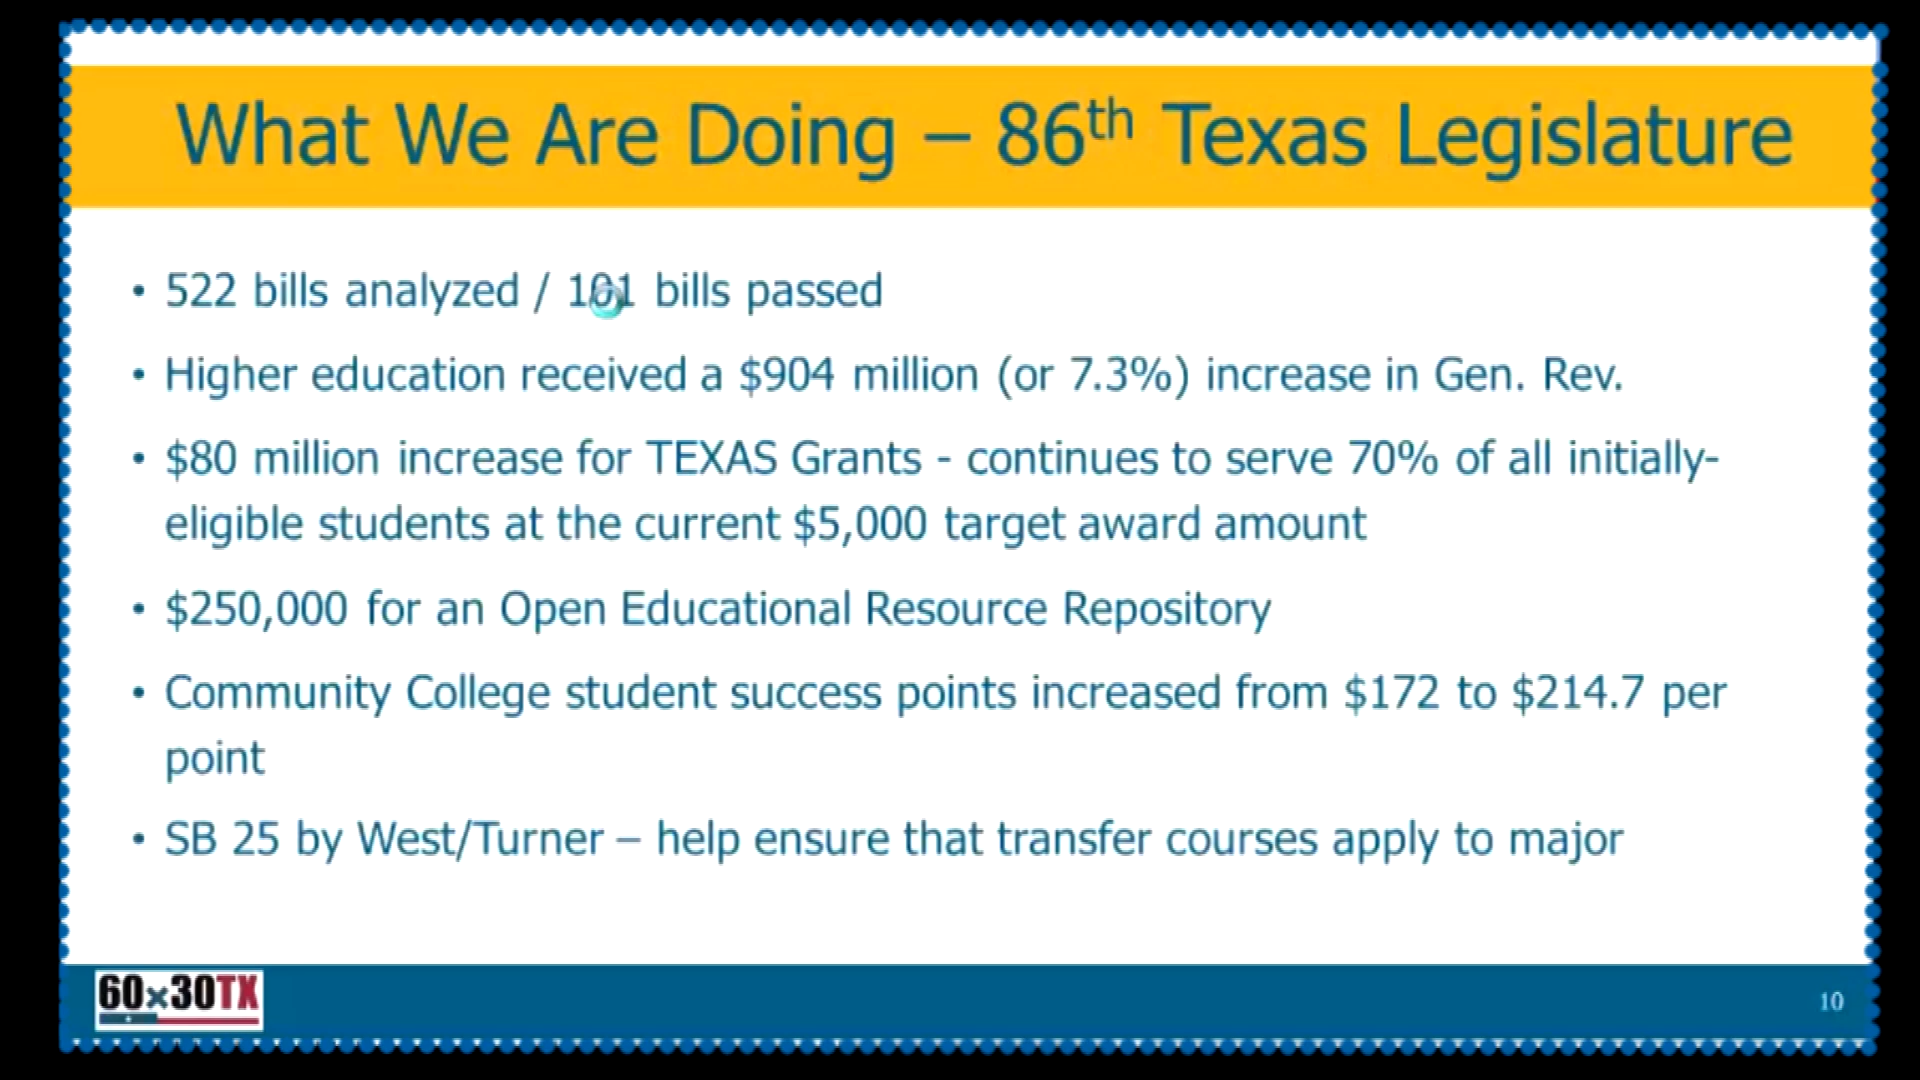 What We Are Doing – 86th Texas Legislature
• 522 bills analyzed / 101 bills passed
• Higher education received a $904 million (or 7.3%) increase in Gen. Rev.
• $80 million increase for TEXAS Grants - continues to serve 70% of all initially-
eligible students at the current $5,000 target award amount
• $250,000 for an Open Educational Resource Repository
• Community College student success points increased from $172 to $214.7 per
point
• SB 25 by West/Turner – help ensure that transfer courses apply to major
60x30TX
10